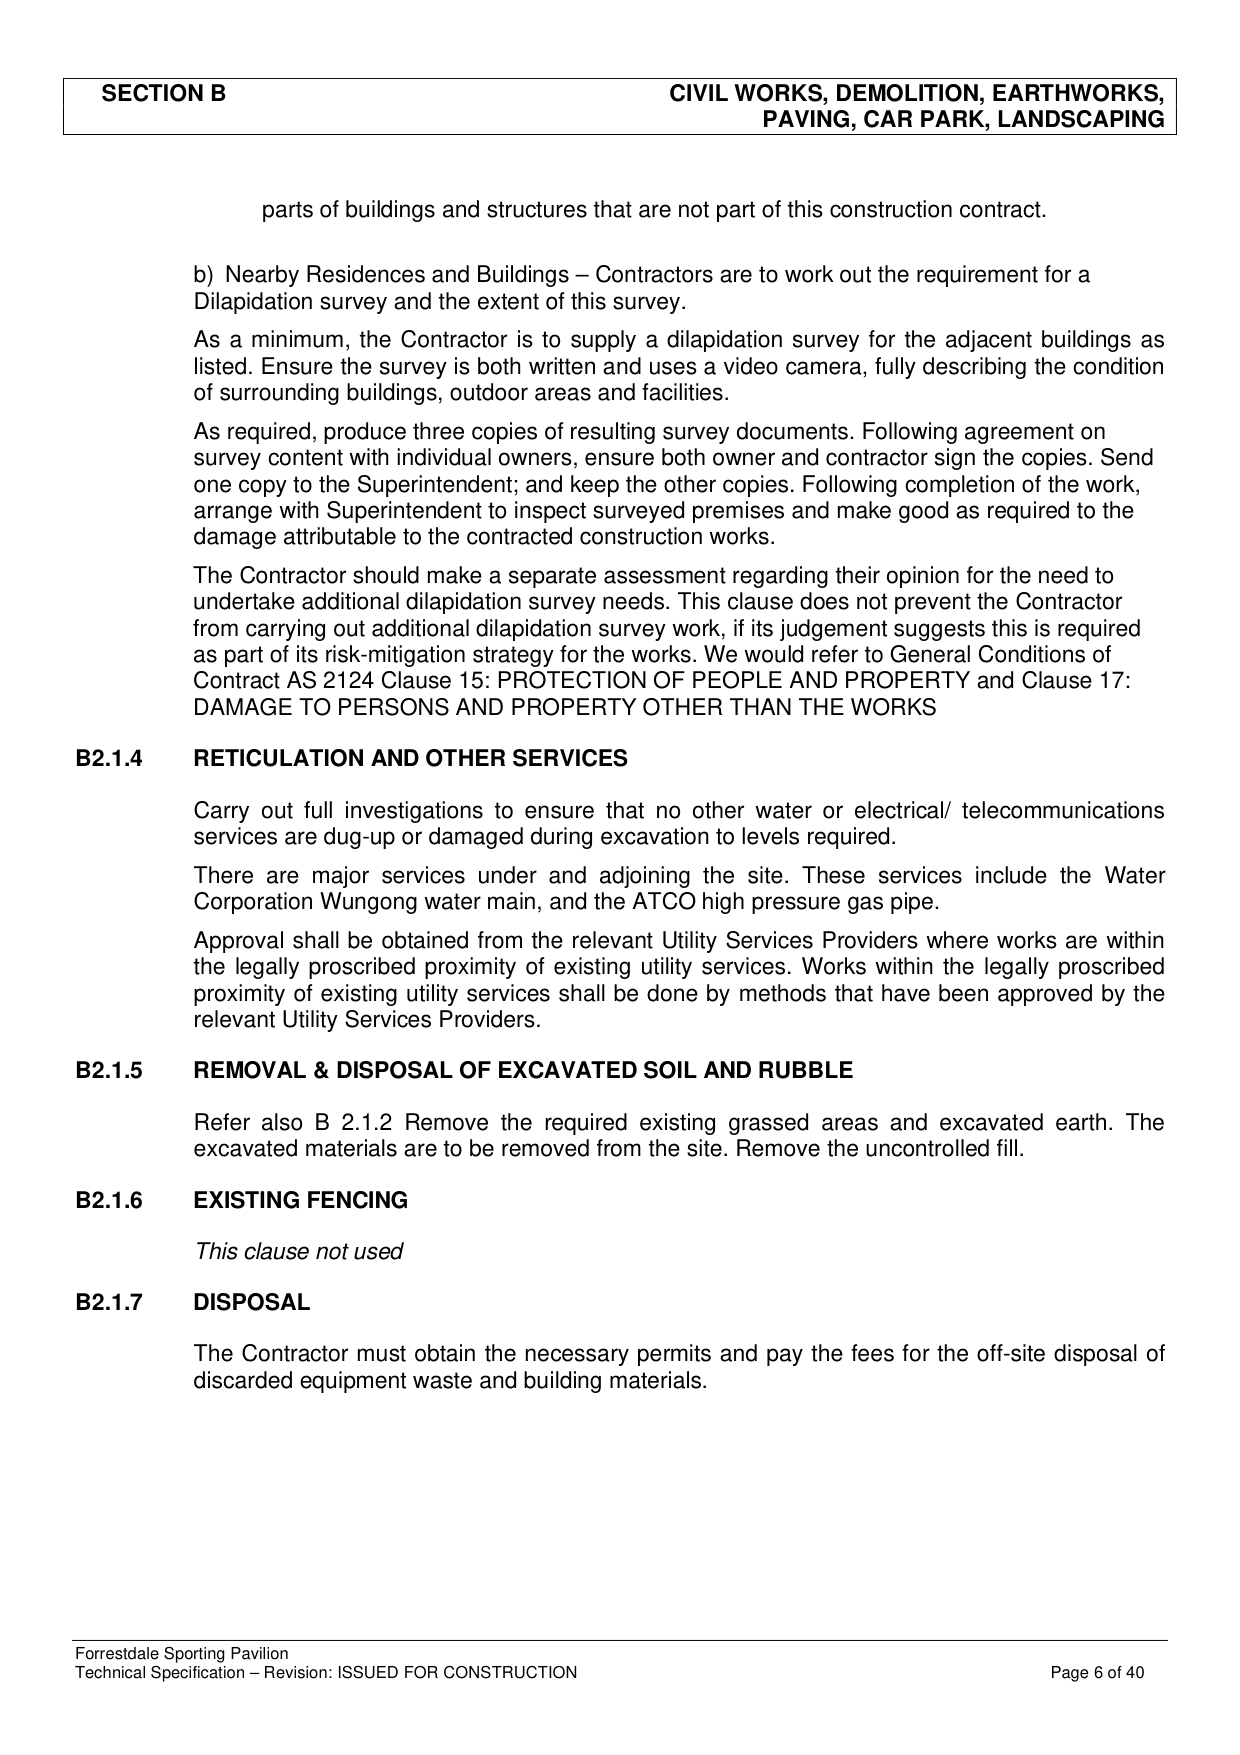 SECTION B
CIVIL WORKS, DEMOLITION, EARTHWORKS,
PAVING, CAR PARK, LANDSCAPING
parts of buildings and structures that are not part of this construction contract.
b) Nearby Residences and Buildings – Contractors are to work out the requirement for a
Dilapidation survey and the extent of this survey.
As a minimum, the Contractor is to supply a dilapidation survey for the adjacent buildings as
listed. Ensure the survey is both written and uses a video camera, fully describing the condition
of surrounding buildings, outdoor areas and facilities.
As required, produce three copies of resulting survey documents. Following agreement on
survey content with individual owners, ensure both owner and contractor sign the copies. Send
one copy to the Superintendent; and keep the other copies. Following completion of the work,
arrange with Superintendent to inspect surveyed premises and make good as required to the
damage attributable to the contracted construction works.
The Contractor should make a separate assessment regarding their opinion for the need to
undertake additional dilapidation survey needs. This clause does not prevent the Contractor
from carrying out additional dilapidation survey work, if its judgement suggests this is required
as part of its risk-mitigation strategy for the works. We would refer to General Conditions of
Contract AS 2124 Clause 15: PROTECTION OF PEOPLE AND PROPERTY and Clause 17:
DAMAGE TO PERSONS AND PROPERTY OTHER THAN THE WORKS
B2.1.4 RETICULATION AND OTHER SERVICES
Carry out full investigations to ensure that no other water or electrical/ telecommunications
services are dug-up or damaged during excavation to levels required.
There are major services under and adjoining the site. These services include the Water
Corporation Wungong water main, and the ATCO high pressure gas pipe.
Approval shall be obtained from the relevant Utility Services Providers where works are within
the legally proscribed proximity of existing utility services. Works within the legally proscribed
proximity of existing utility services shall be done by methods that have been approved by the
relevant Utility Services Providers.
B2.1.5 REMOVAL & DISPOSAL OF EXCAVATED SOIL AND RUBBLE
Refer also B 2.1.2 Remove the required existing grassed areas and excavated earth. The
excavated materials are to be removed from the site. Remove the uncontrolled fill.
B2.1.6 EXISTING FENCING
This clause not used
B2.1.7 DISPOSAL
The Contractor must obtain the necessary permits and pay the fees for the off-site disposal of
discarded equipment waste and building materials.
Forrestdale Sporting Pavilion
Technical Specification – Revision: ISSUED FOR CONSTRUCTION Page 6 of 40